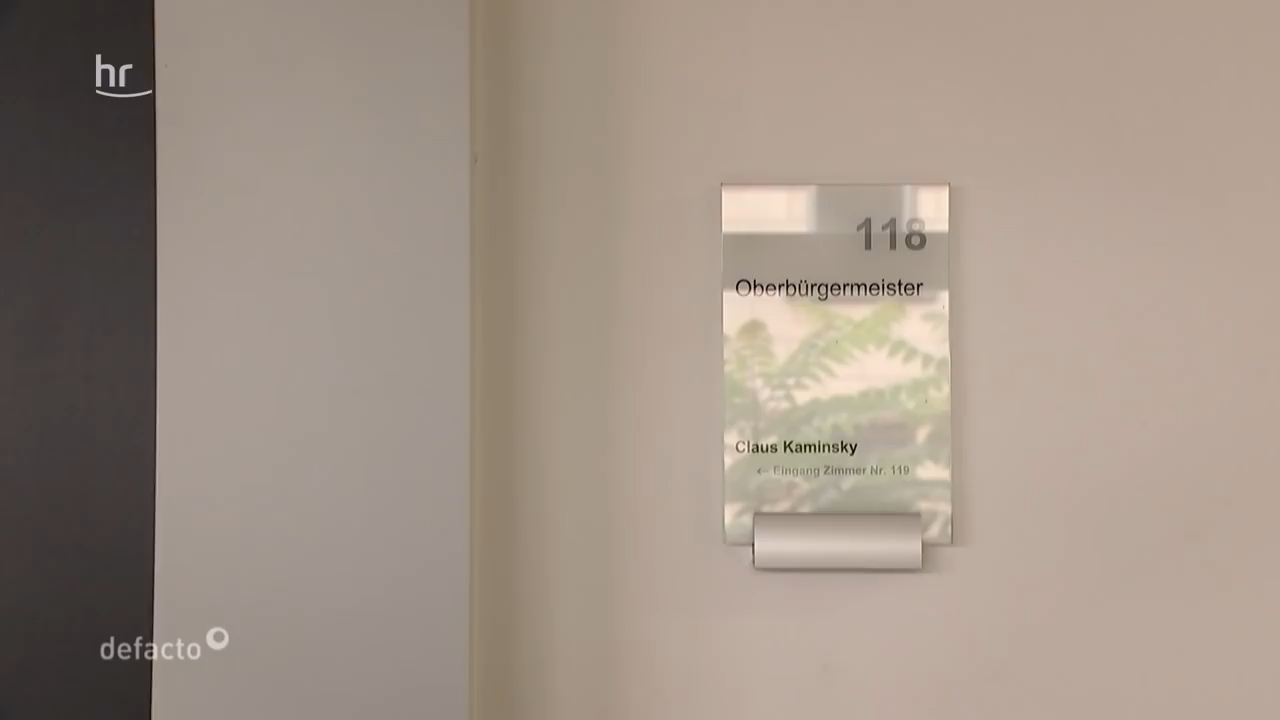 hr
118
Oberbürgermeister
Claus Kaminsky
← Eingang Zimmer Nr. 119
defacto